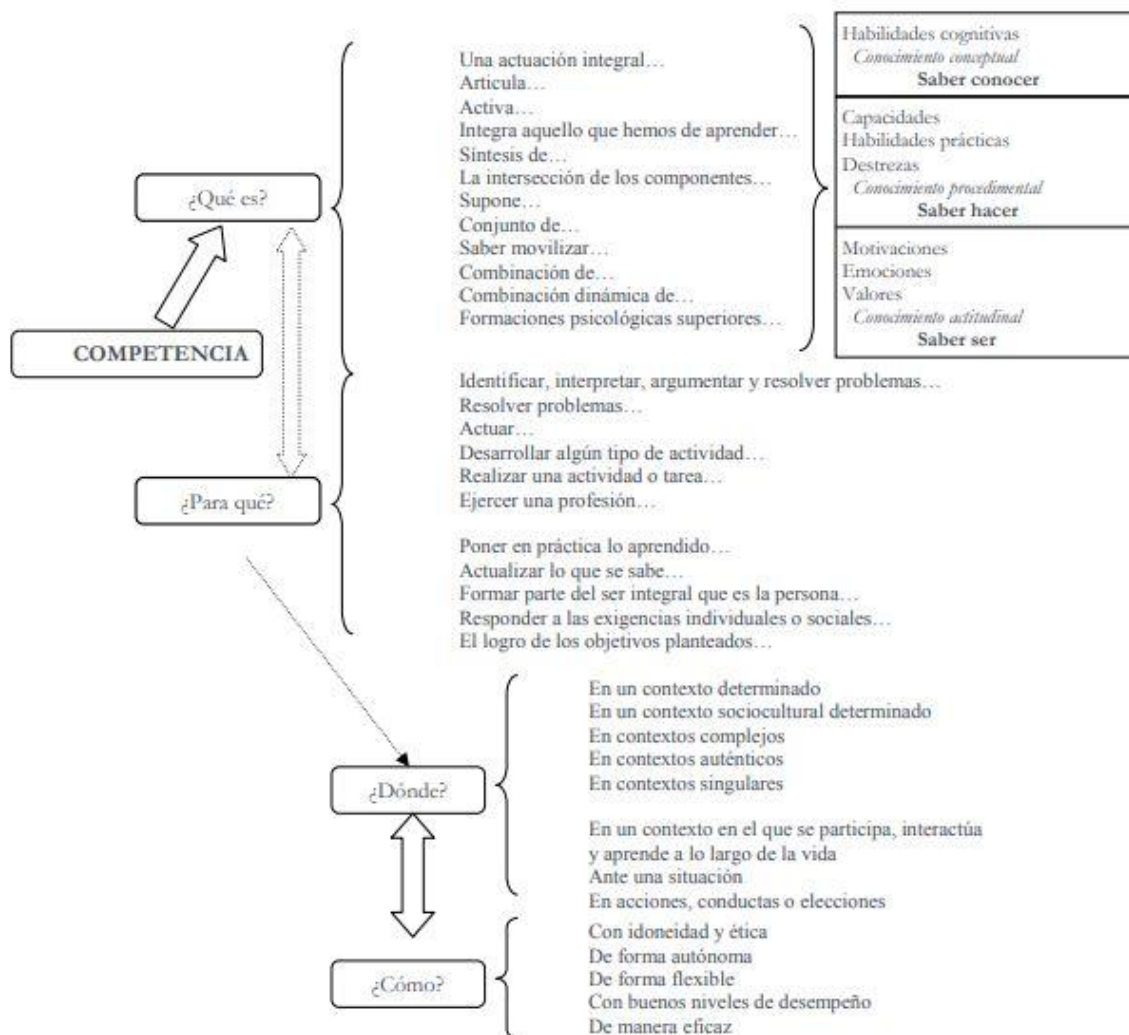 COMPETENCIA
¿Qué es?
Una actuación integral…
Articula…
Activa…
Integra aquello que hemos de aprender…
Síntesis de…
La intersección de los componentes…
Supone…
Conjunto de…
Saber movilizar…
Combinación de…
Combinación dinámica de…
Formaciones psicológicas superiores…
Habilidades cognitivas
Conocimiento conceptual
Saber conocer
Capacidades
Habilidades prácticas
Destrezas
Conocimiento procedimental
Saber hacer
Motivaciones
Emociones
Valores
Conocimiento actitudinal
Saber ser
¿Para qué?
Identificar, interpretar, argumentar y resolver problemas…
Resolver problemas…
Actuar…
Desarrollar algún tipo de actividad…
Realizar una actividad o tarea…
Ejercer una profesión…
Poner en práctica lo aprendido…
Actualizar lo que se sabe…
Formar parte del ser integral que es la persona…
Responder a las exigencias individuales o sociales…
El logro de los objetivos planteados…
¿Dónde?
En un contexto determinado
En un contexto sociocultural determinado
En contextos complejos
En contextos auténticos
En contextos singulares
En un contexto en el que se participa, interactúa
y aprende a lo largo de la vida
Ante una situación
En acciones, conductas o elecciones
¿Cómo?
Con idoneidad y ética
De forma autónoma
De forma flexible
Con buenos niveles de desempeño
De manera eficaz